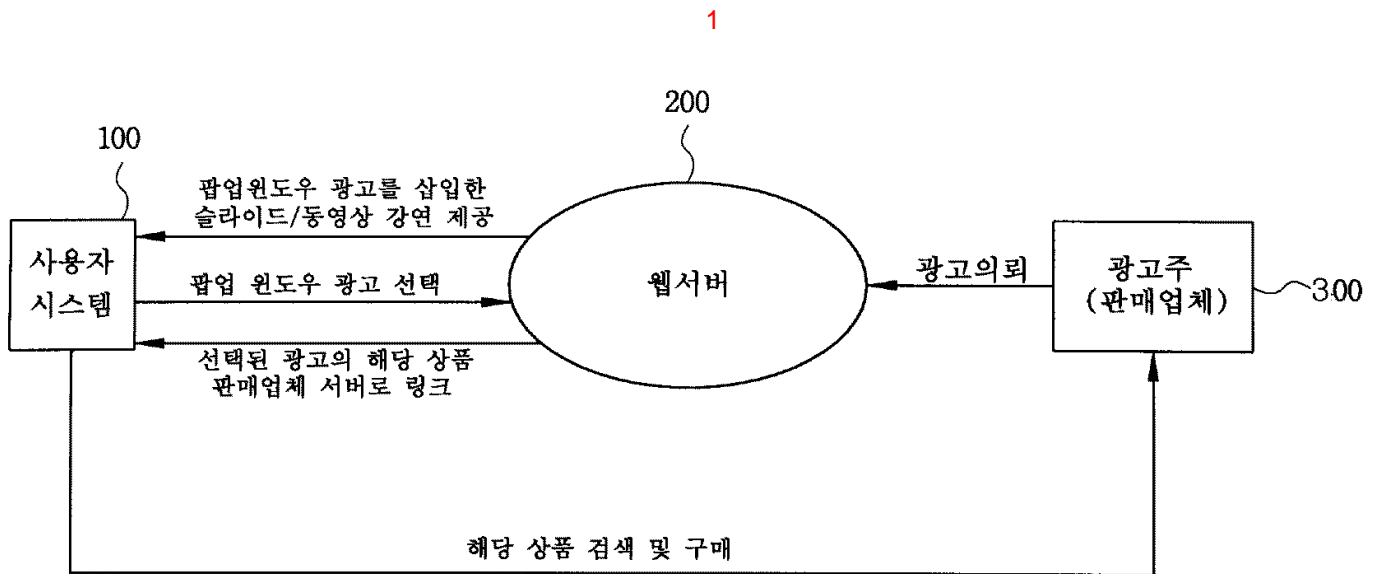 1
200
100
팝업윈도우 광고를 삽입한
슬라이드/동영상 강연 제공
사용자
시스템
팝업 윈도우 광고 선택
선택된 광고의 해당 상품
판매업체 서버로 링크
웹서버
광고의뢰
광고주
(판매업체)
300
해당 상품 검색 및 구매